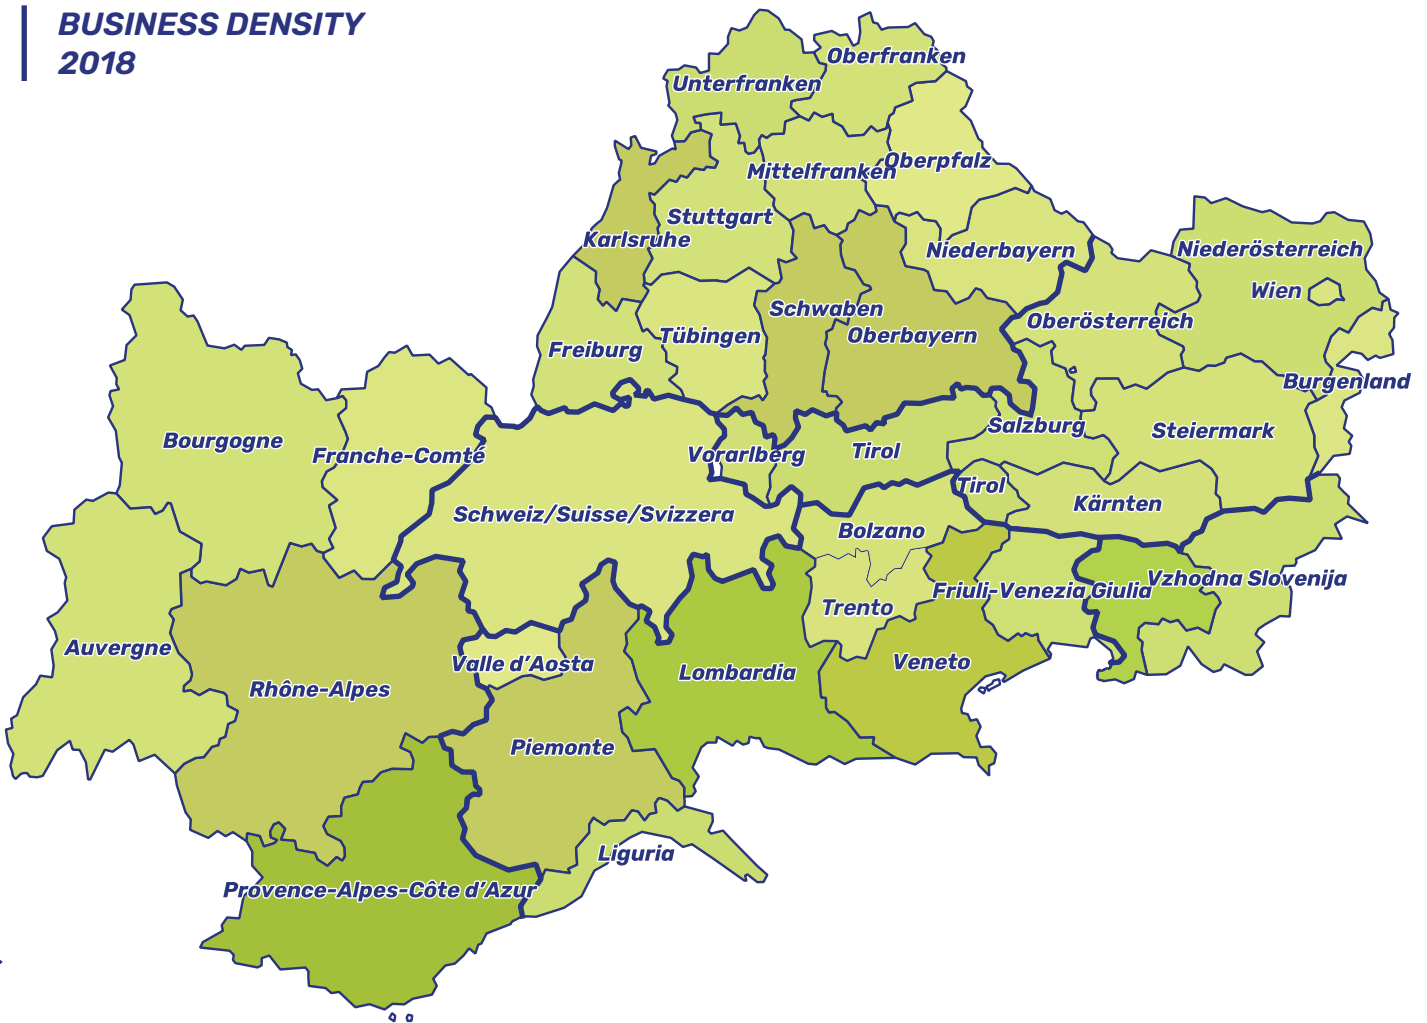 BUSINESS DENSITY
2018
Oberfranken
Unterfranken
Oberpfalz
Mittelfranken
Stuttgart
Karlsruhe
Niederbayern
Niederösterreich
Wien
Schwaben
Oberösterreich
Tübingen
Oberbayern
Freiburg
Burgenland
Salzburg
Steiermark
Bourgogne
Franche-Comté
Vorarlberg
Tirol
Tirol
Kärnten
Schweiz/Suisse/Svizzera
Bolzano
Vzhodna Slovenija
Friuli-Venezia Giulia
Trento
Auvergne
Valle d'Aosta
Veneto
Lombardia
Rhône-Alpes
Piemonte
Liguria
Provence-Alpes-Côte d'Azur